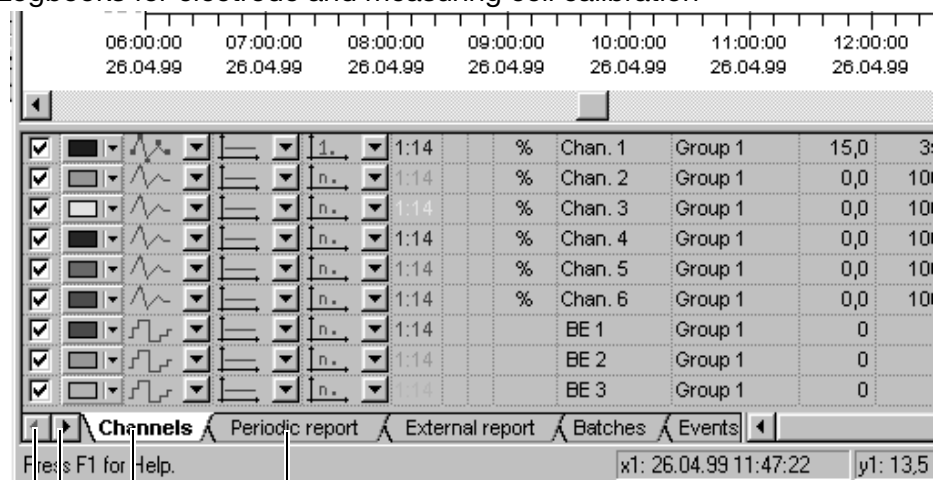 Logbooks for electrode and measuring cell calibration
06:00:00 07:00:00 08:00:00 09:00:00 10:00:00 11:00:00 12:00:00
26.04.99 26.04.99 26.04.99 26.04.99 26.04.99 26.04.99 26.04.99
1. 1:14 % Chan. 1 Group 1 15,0
n. 1:14 % Chan. 2 Group 1 0,0
n. 1:14 % Chan. 3 Group 1 0,0
n. 1:14 % Chan. 4 Group 1 0,0
n. 1:14 % Chan. 5 Group 1 0,0
n. 1:14 % Chan. 6 Group 1 0,0
n. 1:14 BE 1 Group 1 0
n. 1:14 BE 2 Group 1 0
n. 1:14 BE 3 Group 1 0
Channels Periodic report External report Batches Events
Press F1 for Help. x1: 26.04.99 11:47:22 y1: 13,5